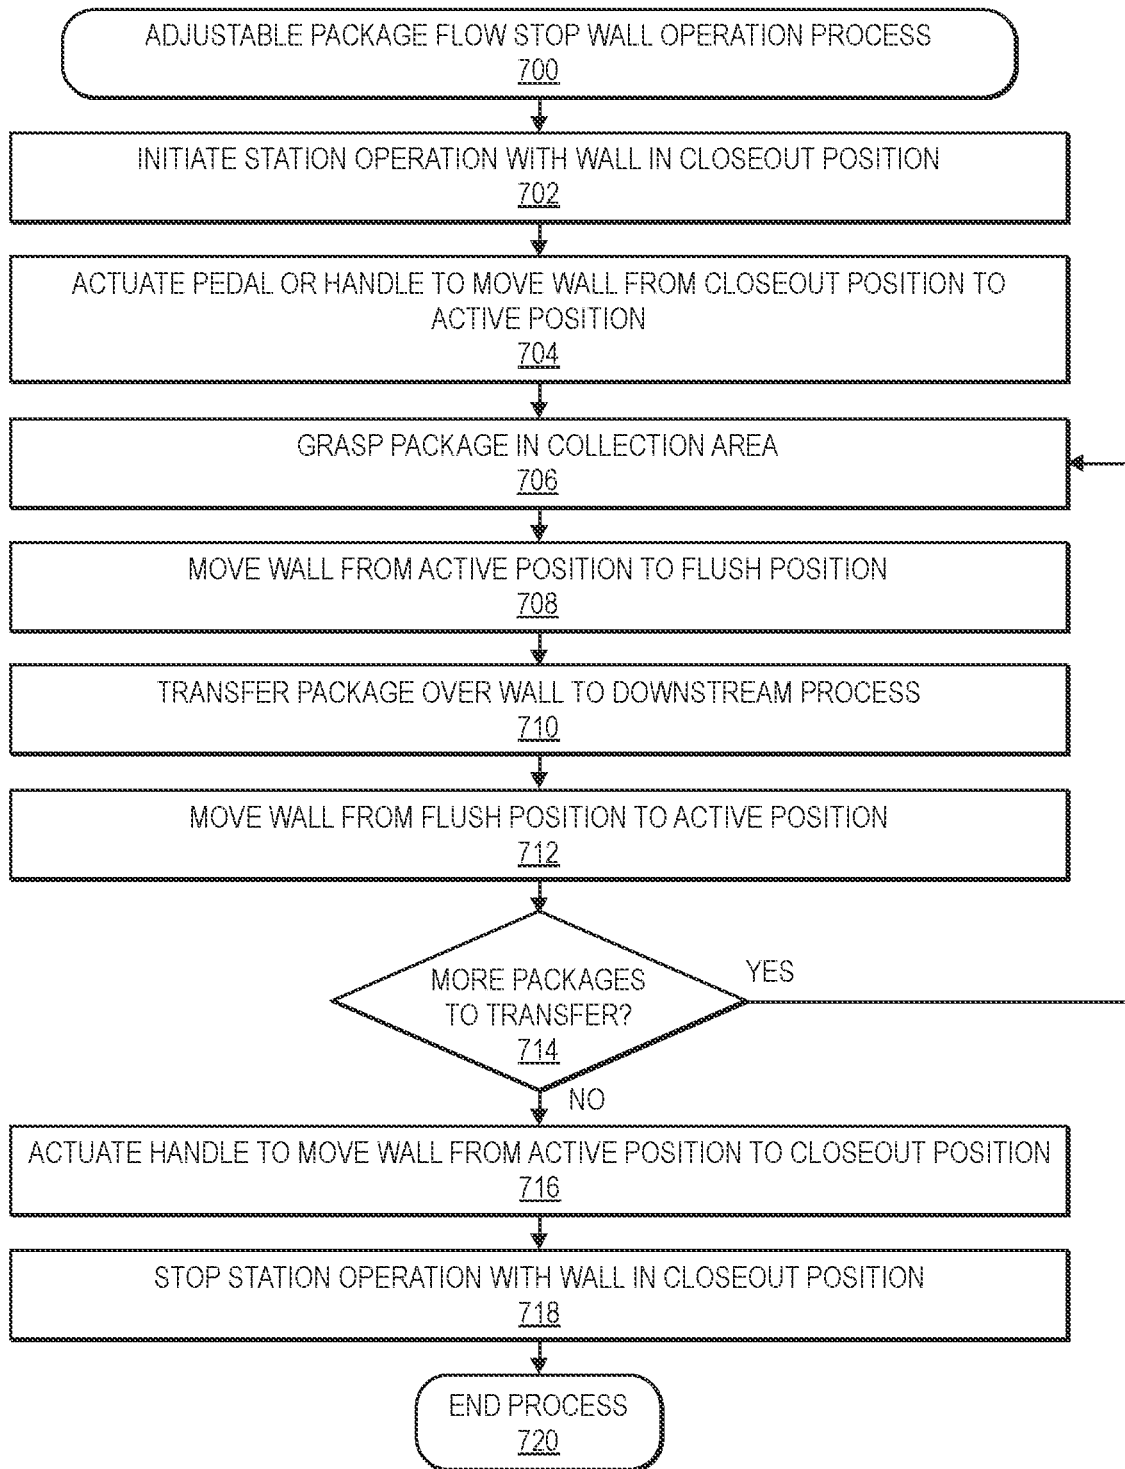 ADJUSTABLE PACKAGE FLOW STOP WALL OPERATION PROCESS
700
INITIATE STATION OPERATION WITH WALL IN CLOSEOUT POSITION
702
ACTUATE PEDAL OR HANDLE TO MOVE WALL FROM CLOSEOUT POSITION TO
ACTIVE POSITION
704
GRASP PACKAGE IN COLLECTION AREA
706
MOVE WALL FROM ACTIVE POSITION TO FLUSH POSITION
708
TRANSFER PACKAGE OVER WALL TO DOWNSTREAM PROCESS
710
MOVE WALL FROM FLUSH POSITION TO ACTIVE POSITION
712
MORE PACKAGES
TO TRANSFER?
714
YES
NO
ACTUATE HANDLE TO MOVE WALL FROM ACTIVE POSITION TO CLOSEOUT POSITION
716
STOP STATION OPERATION WITH WALL IN CLOSEOUT POSITION
718
END PROCESS
720